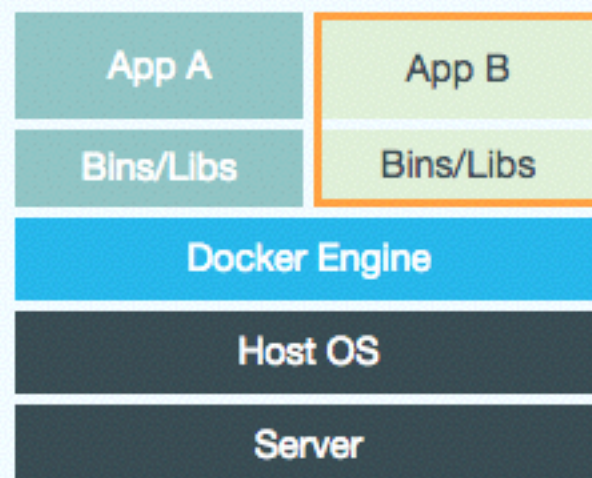 App A
App B
Bins/Libs
Bins/Libs
Docker Engine
Host OS
Server